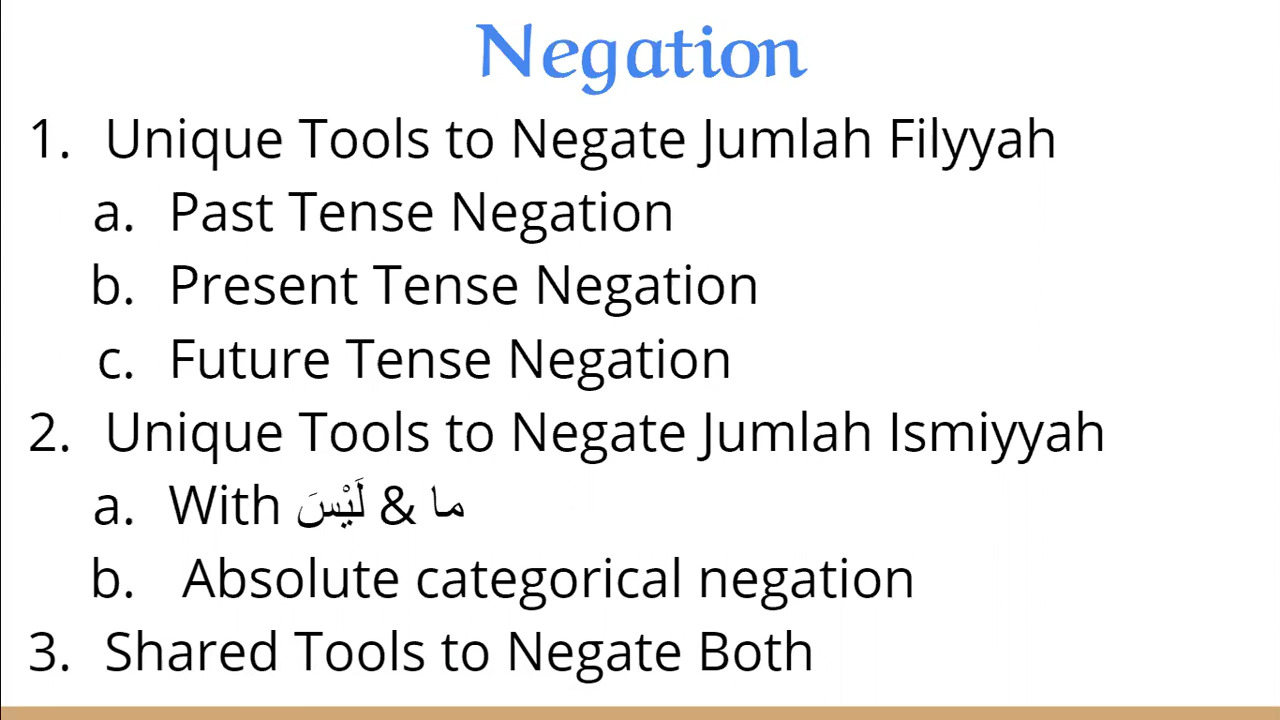 Negation
1. Unique Tools to Negate Jumlah Filyyah
a. Past Tense Negation
b. Present Tense Negation
c. Future Tense Negation
2. Unique Tools to Negate Jumlah Ismiyyah
a. With لَيْسَ & ما
b. Absolute categorical negation
3. Shared Tools to Negate Both